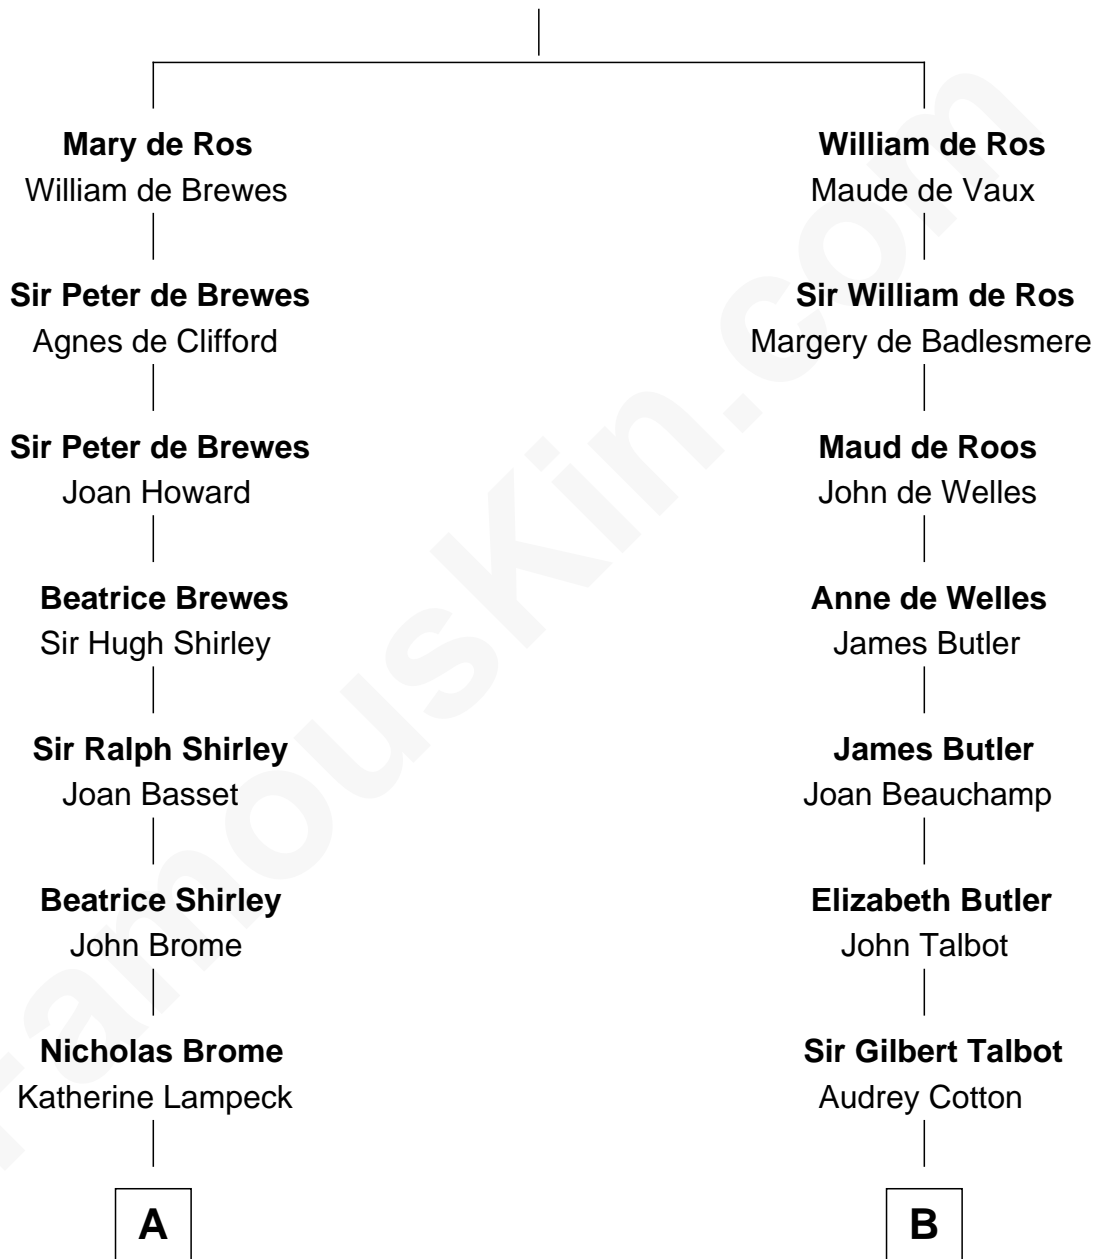 Mary de Ros
William de Brewes
Sir Peter de Brewes
Agnes de Clifford
Sir Peter de Brewes
Joan Howard
Beatrice Brewes
Sir Hugh Shirley
Sir Ralph Shirley
Joan Basset
Beatrice Shirley
John Brome
Nicholas Brome
Katherine Lampeck
A
William de Ros
Maude de Vaux
Sir William de Ros
Margery de Badlesmere
Maud de Roos
John de Welles
Anne de Welles
James Butler
James Butler
Joan Beauchamp
Elizabeth Butler
John Talbot
Sir Gilbert Talbot
Audrey Cotton
B
FamousKin.com